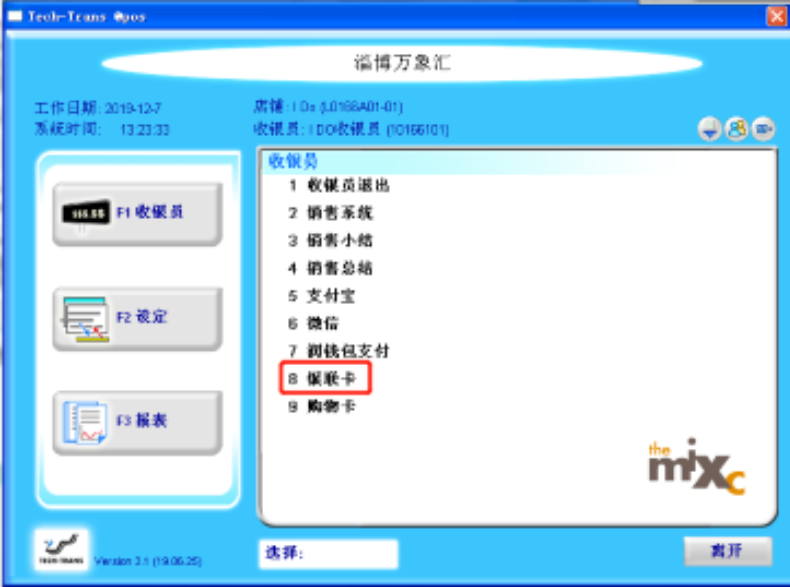 Tech-Trans @pos
淄博万象汇
工作日期: 2019-12-7
系统时间: 13:23:33
店铺: I Do (L0166A01-01)
收银员: I DO收银员 (10166101)
F1 收银员
F2 设定
F3 报表
收银员
1 收银员退出
2 销售系统
3 销售小结
4 销售总结
5 支付宝
6 微信
7 润钱包支付
8 银联卡
9 购物卡
the mixc
TECH-TRANS
Version 3.1 (19.06.25)
选择:
离开